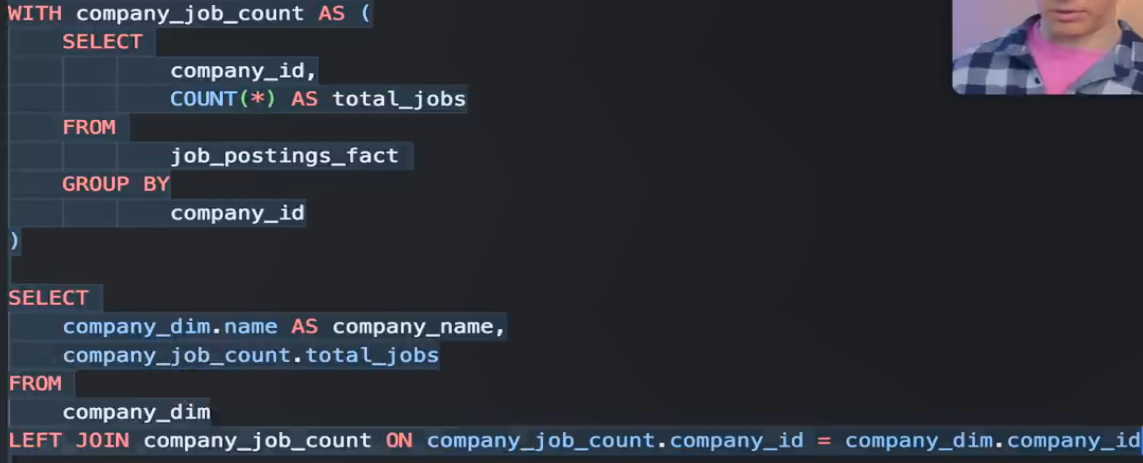 WITH company_job_count AS (
SELECT
company_id,
COUNT(*) AS total_jobs
FROM
job_postings_fact
GROUP BY
company_id
)
SELECT
company_dim.name AS company_name,
company_job_count.total_jobs
FROM
company_dim
LEFT JOIN company_job_count ON company_job_count.company_id = company_dim.company_id